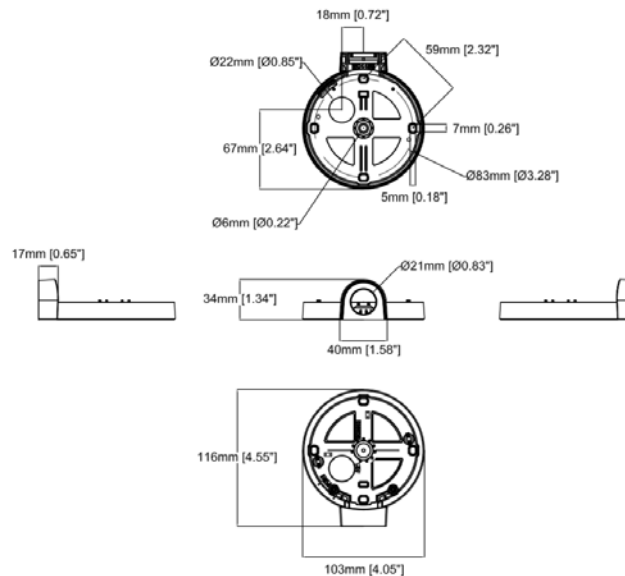 18mm [0.72"]
59mm [2.32"]
Ø22mm [Ø0.85"]
7mm [0.26"]
67mm [2.64"]
Ø83mm [Ø3.28"]
5mm [0.18"]
Ø6mm [Ø0.22"]
17mm [0.65"]
Ø21mm [Ø0.83"]
34mm [1.34"]
40mm [1.58"]
116mm [4.55"]
103mm [4.05"]